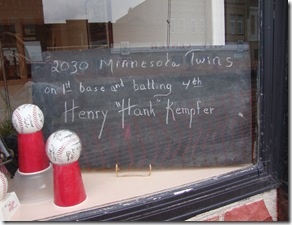 "2030 Minnesota Twins"
on 1st base and batting 4th
Henry "Hank" Kempfer